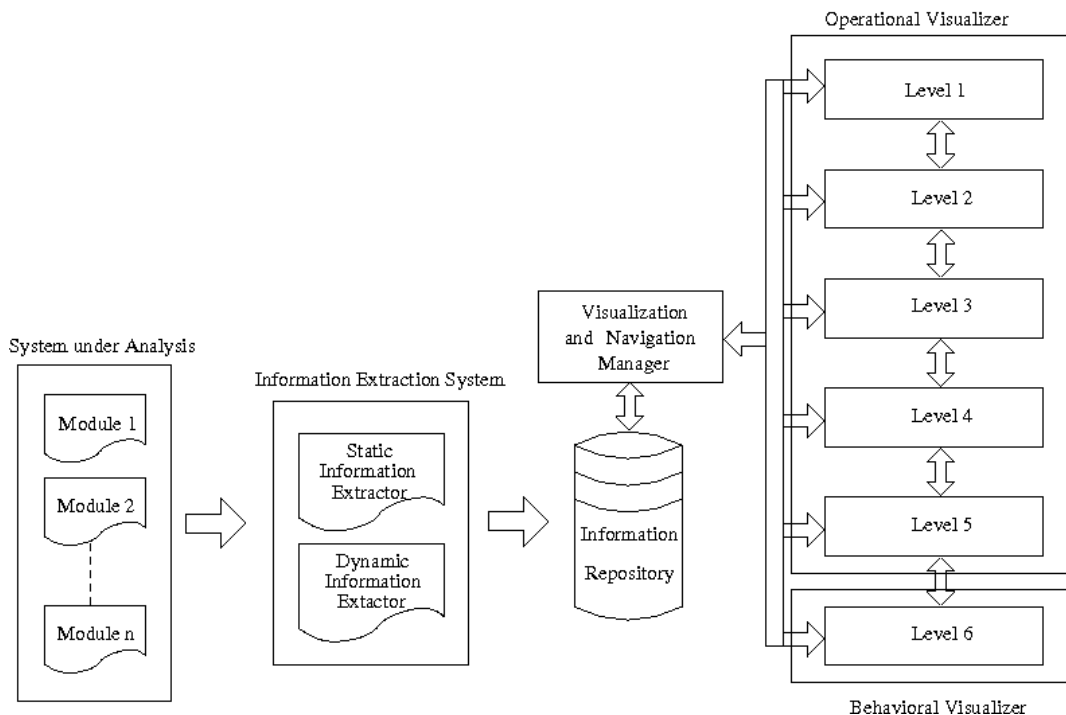 System under Analysis
Module 1
Module 2
Module n
Information Extraction System
Static
Information
Extractor
Dynamic
Information
Extactor
Visualization
and Navigation
Manager
Information
Repository
Operational Visualizer
Level 1
Level 2
Level 3
Level 4
Level 5
Level 6
Behavioral Visualizer